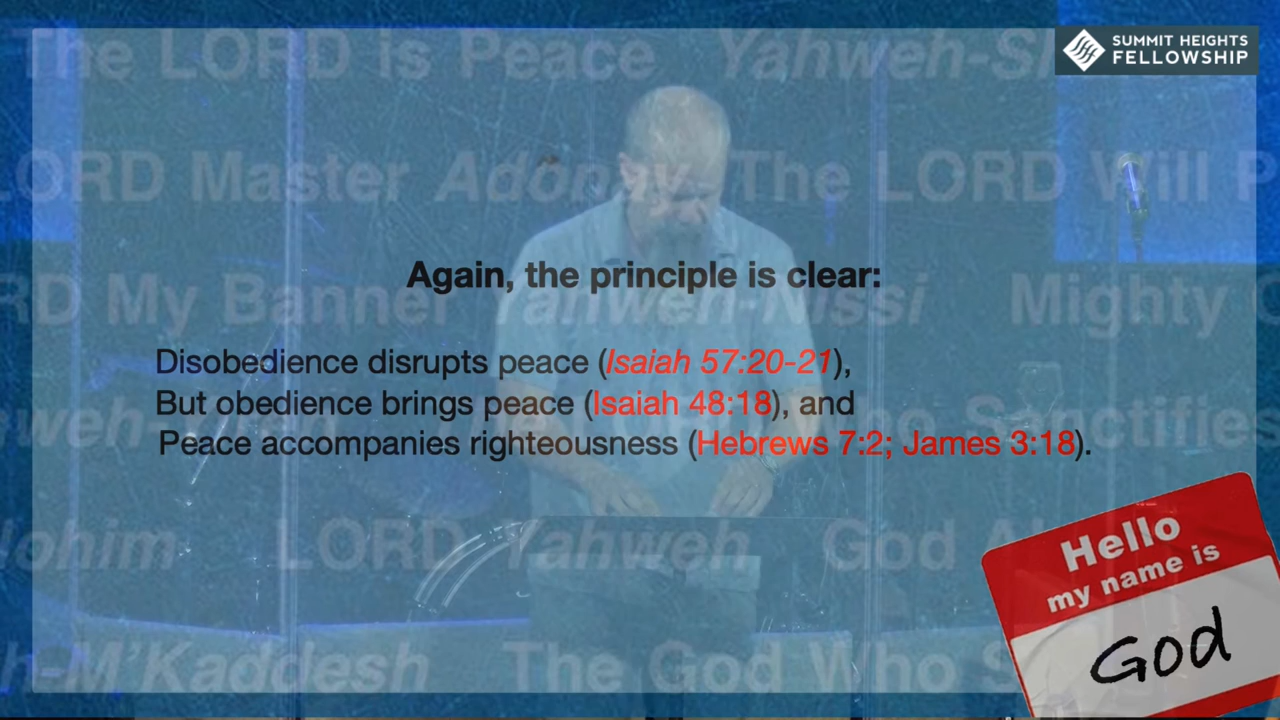 The LORD is Peace Yahweh-S
SUMMIT HEIGHTS
FELLOWSHIP
LORD Master Adonay The LORD Will P
Again, the principle is clear:
RD My Banner Yahweh-Nissi Mighty
Disobedience disrupts peace (Isaiah 57:20-21),
But obedience brings peace (Isaiah 48:18), and
Sanctifies
Peace accompanies righteousness (Hebrews 7:2; James 3:18).
lohim LORD Yahweh God
Hello
my name is
God
h-M'Kaddesh The God Who S